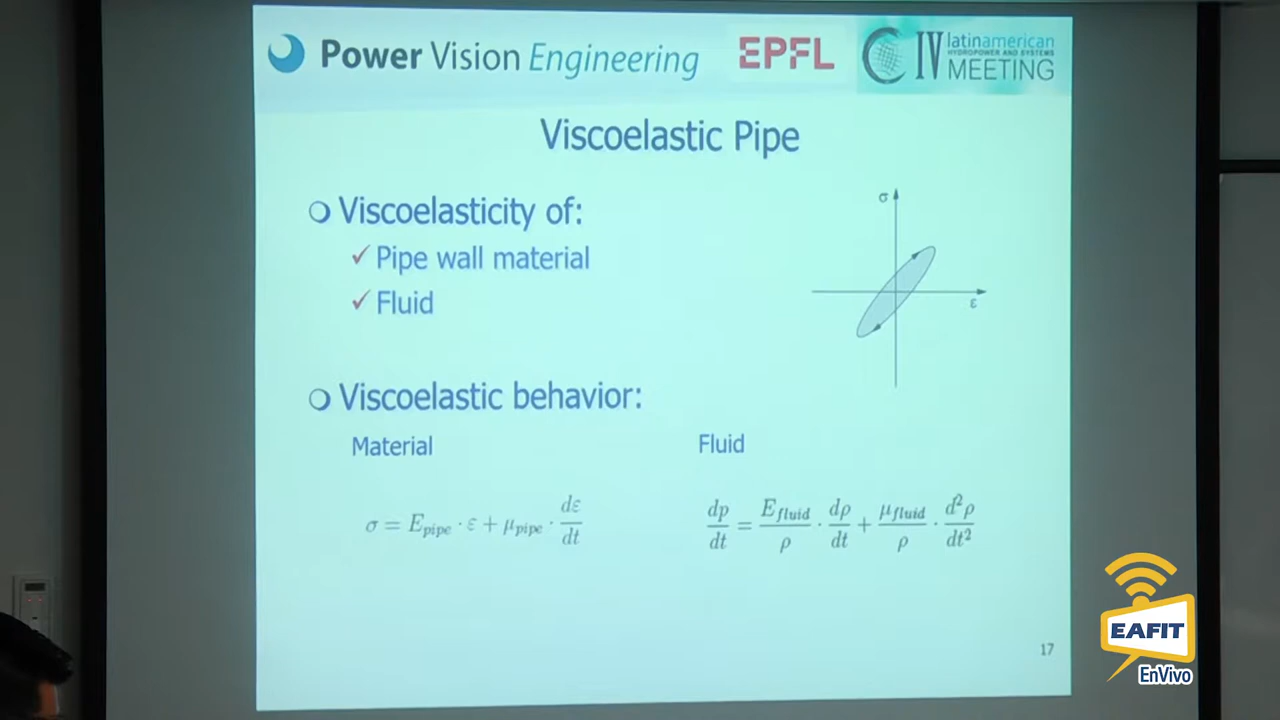 Power Vision Engineering
EPFL
IV latinamerican
HYDROPOWER AND SYSTEMS
MEETING
Viscoelastic Pipe
Viscoelasticity of:
✓ Pipe wall material
✓ Fluid
σ
ε
Viscoelastic behavior:
Material
Fluid
σ = E_pipe · ε + μ_pipe · dε/dt
dp/dt = E_fluid/ρ · dρ/dt + μ_fluid/ρ · d²ρ/dt²
17
EAFIT
EnVivo